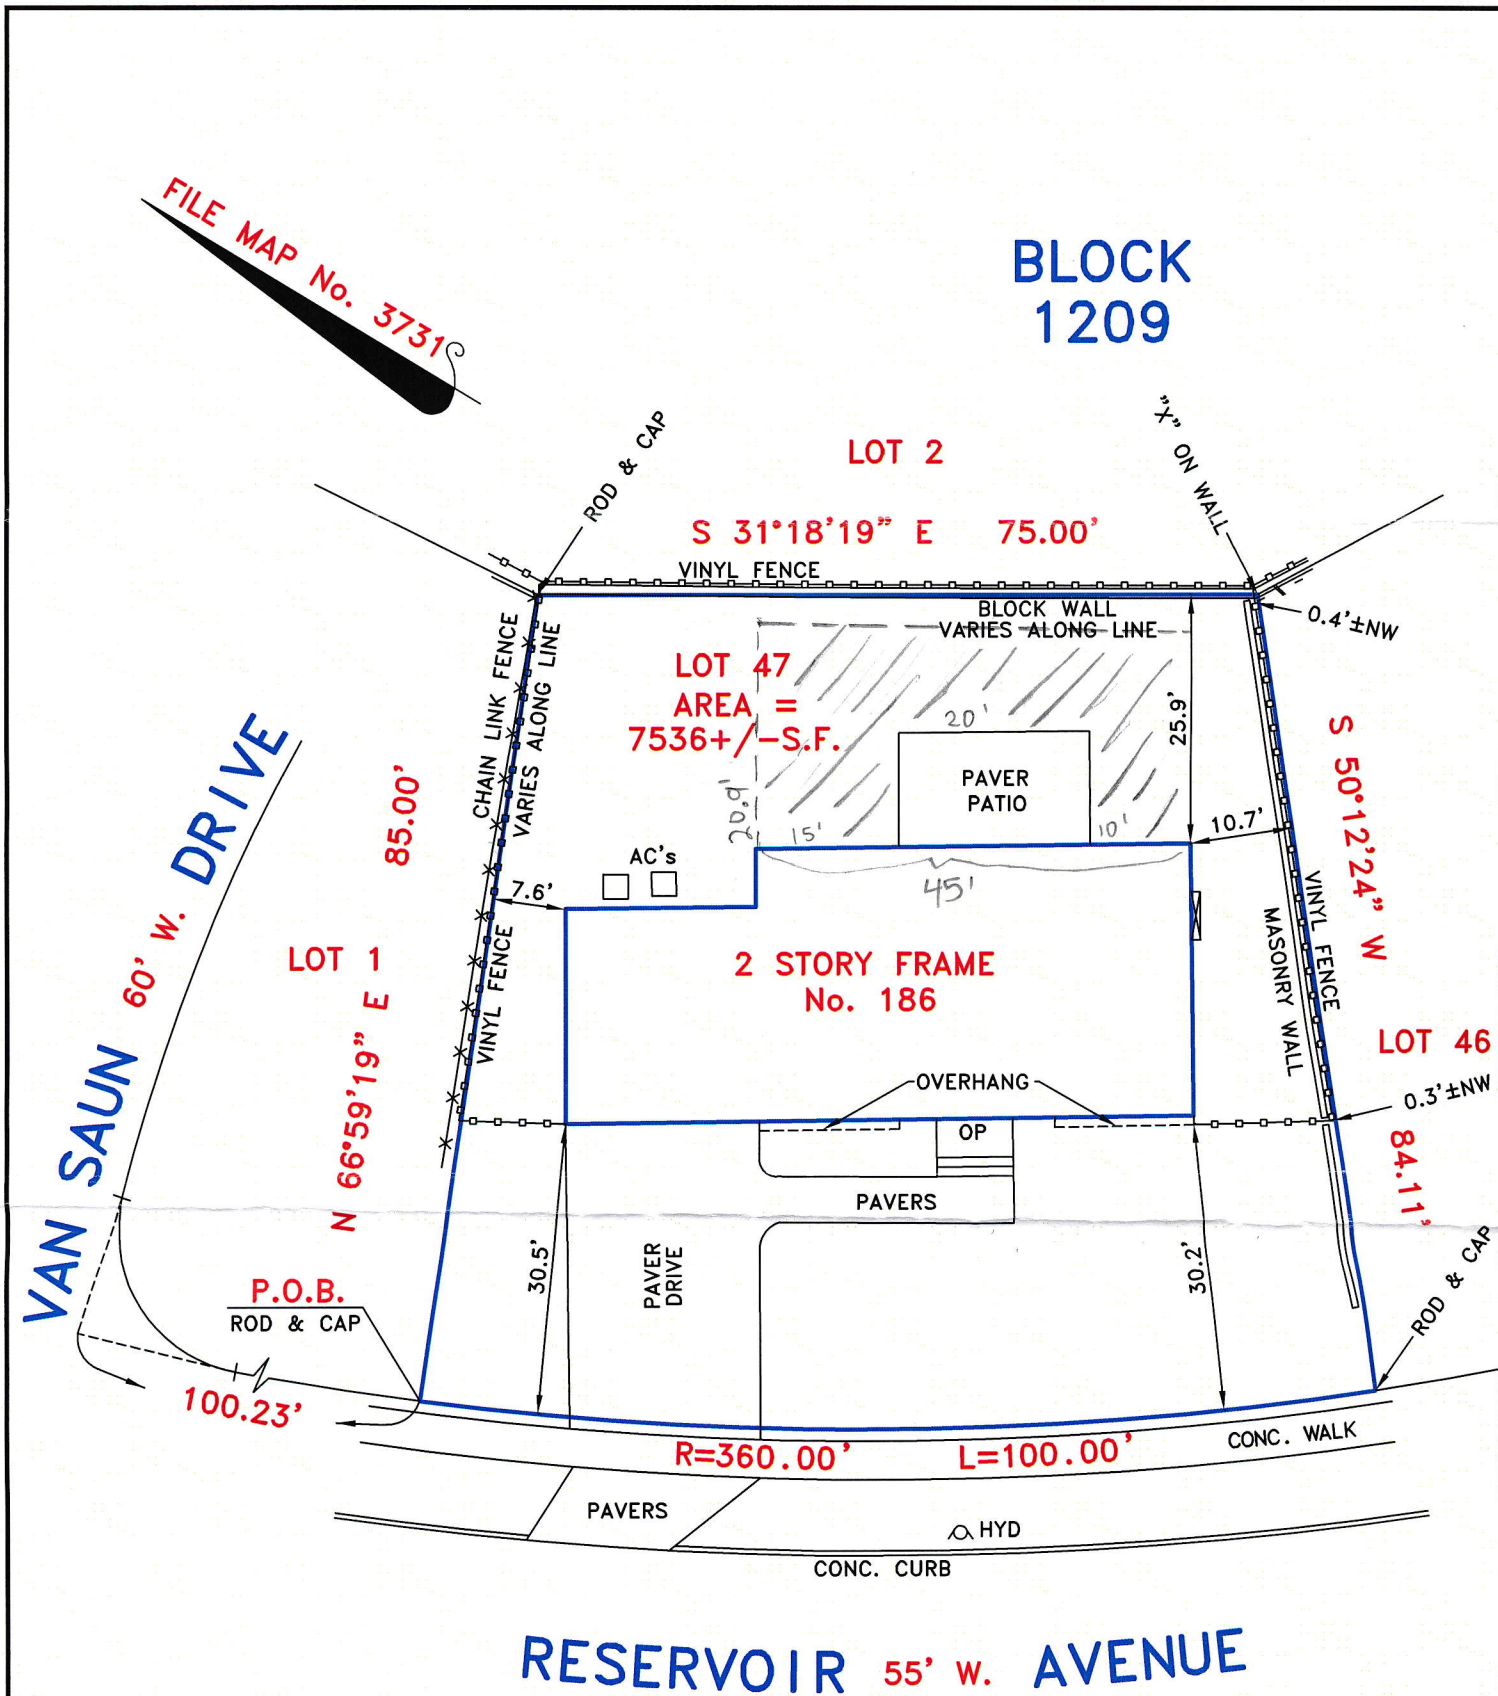 FILE MAP No. 3731
BLOCK
1209
ROD & CAP
LOT 2
"X" ON WALL
S 31°18'19" E 75.00'
VINYL FENCE
BLOCK WALL
VARIES ALONG LINE
0.4'±NW
CHAIN LINK FENCE
VARIES ALONG LINE
LOT 47
AREA =
7536+/-S.F.
20'
25.9'
PAVER
PATIO
20.9'
15'
10'
10.7'
45'
S 50°12'24" W
84.11'
VINYL FENCE
MASONRY WALL
VAN SAUN DRIVE
60' W.
85.00'
N 66°59'19" E
AC's
7.6'
VINYL FENCE
LOT 1
2 STORY FRAME
No. 186
LOT 46
OVERHANG
0.3'±NW
OP
PAVERS
30.5'
PAVER
DRIVE
30.2'
ROD & CAP
P.O.B.
ROD & CAP
100.23'
R=360.00' L=100.00'
CONC. WALK
PAVERS
HYD
CONC. CURB
RESERVOIR 55' W. AVENUE